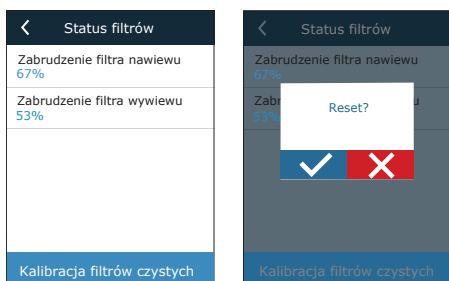 Status filtrów
Zabrudzenie filtra nawiewu
67%
Zabrudzenie filtra wywiewu
53%
Kalibracja filtrów czystych
Status filtrów
Zabrudzenie filtra nawiewu
67%
Zabr u
53%
Reset?
Kalibracja filtrów czystych